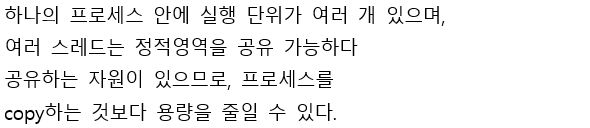 하나의 프로세스 안에 실행 단위가 여러 개 있으며,
여러 스레드는 정적영역을 공유 가능하다
공유하는 자원이 있으므로, 프로세스를
copy하는 것보다 용량을 줄일 수 있다.